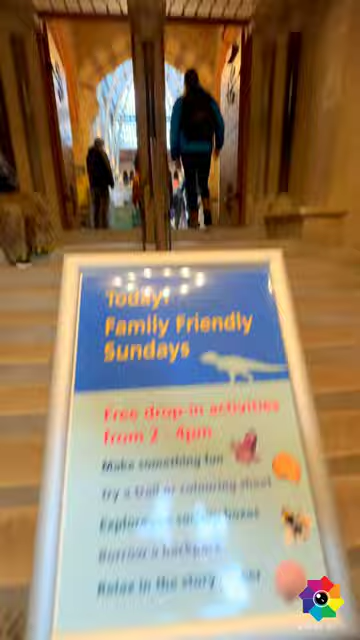 Today:
Family Friendly
Sundays
Free drop-in activities
from 2 - 4pm
Make something fun
Try a trail or colouring sheet
Explore
Borrow a backpack
Relax in the story